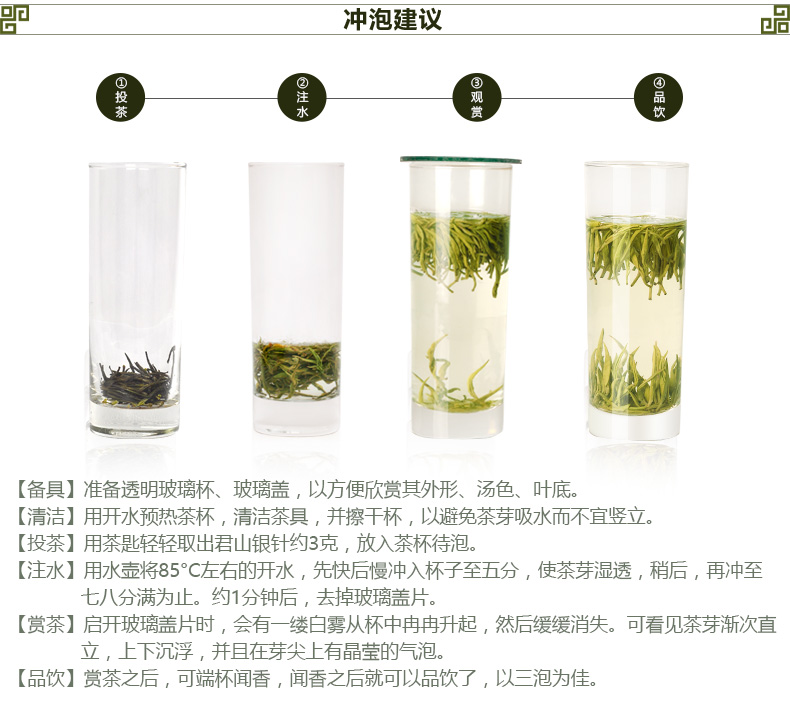 冲泡建议
①投茶
②注水
③观赏
④品饮
【备具】准备透明玻璃杯、玻璃盖，以方便欣赏其外形、汤色、叶底。
【清洁】用开水预热茶杯，清洁茶具，并擦干杯，以避免茶芽吸水而不宜竖立。
【投茶】用茶匙轻轻取出君山银针约3克，放入茶杯待泡。
【注水】用水壶将85°C左右的开水，先快后慢冲入杯子至五分，使茶芽湿透，稍后，再冲至
七八分满为止。约1分钟后，去掉玻璃盖片。
【赏茶】启开玻璃盖片时，会有一缕白雾从杯中冉冉升起，然后缓缓消失。可看见茶芽渐次直
立，上下沉浮，并且在芽尖上有晶莹的气泡。
【品饮】赏茶之后，可端杯闻香，闻香之后就可以品饮了，以三泡为佳。